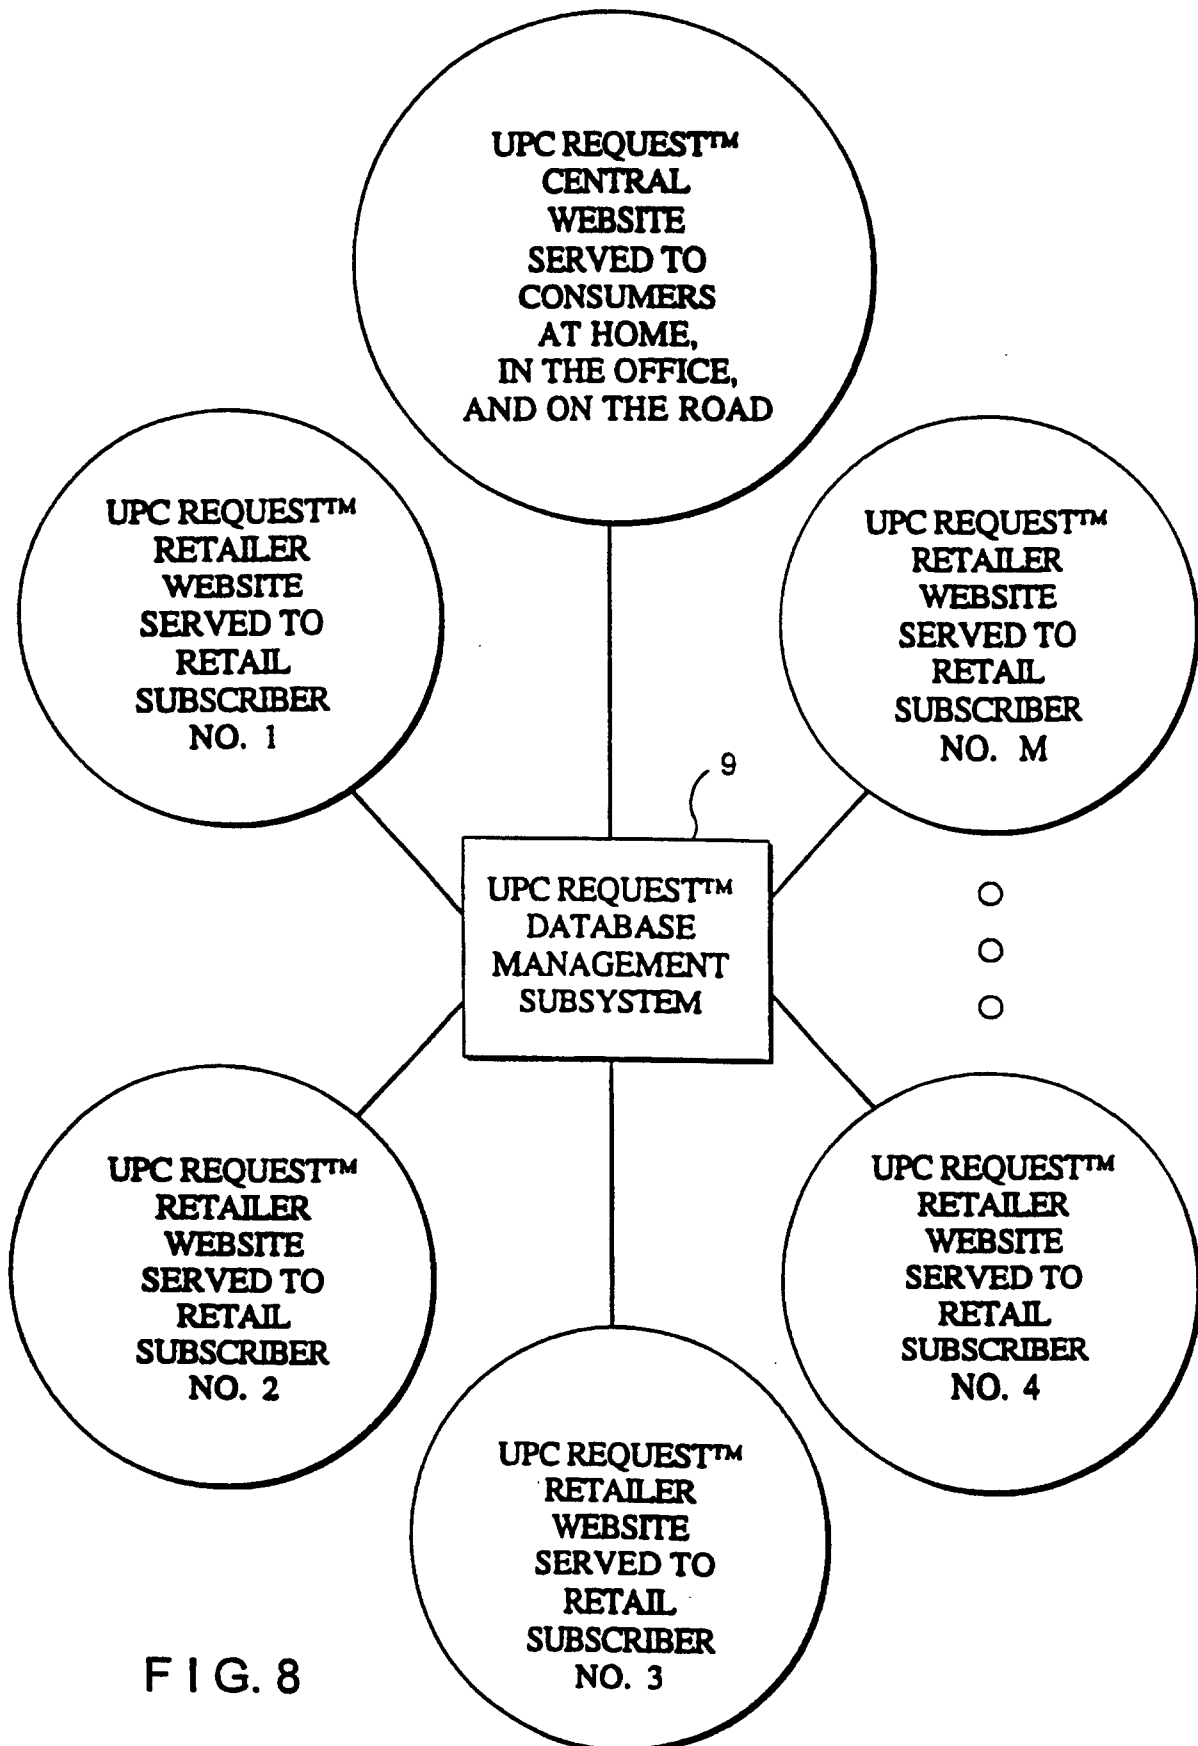 UPC REQUEST™
CENTRAL
WEBSITE
SERVED TO
CONSUMERS
AT HOME,
IN THE OFFICE,
AND ON THE ROAD
UPC REQUEST™
RETAILER
WEBSITE
SERVED TO
RETAIL
SUBSCRIBER
NO. 1
UPC REQUEST™
RETAILER
WEBSITE
SERVED TO
RETAIL
SUBSCRIBER
NO. M
9
UPC REQUEST™
DATABASE
MANAGEMENT
SUBSYSTEM
UPC REQUEST™
RETAILER
WEBSITE
SERVED TO
RETAIL
SUBSCRIBER
NO. 2
UPC REQUEST™
RETAILER
WEBSITE
SERVED TO
RETAIL
SUBSCRIBER
NO. 4
UPC REQUEST™
RETAILER
WEBSITE
SERVED TO
RETAIL
SUBSCRIBER
NO. 3
FIG. 8